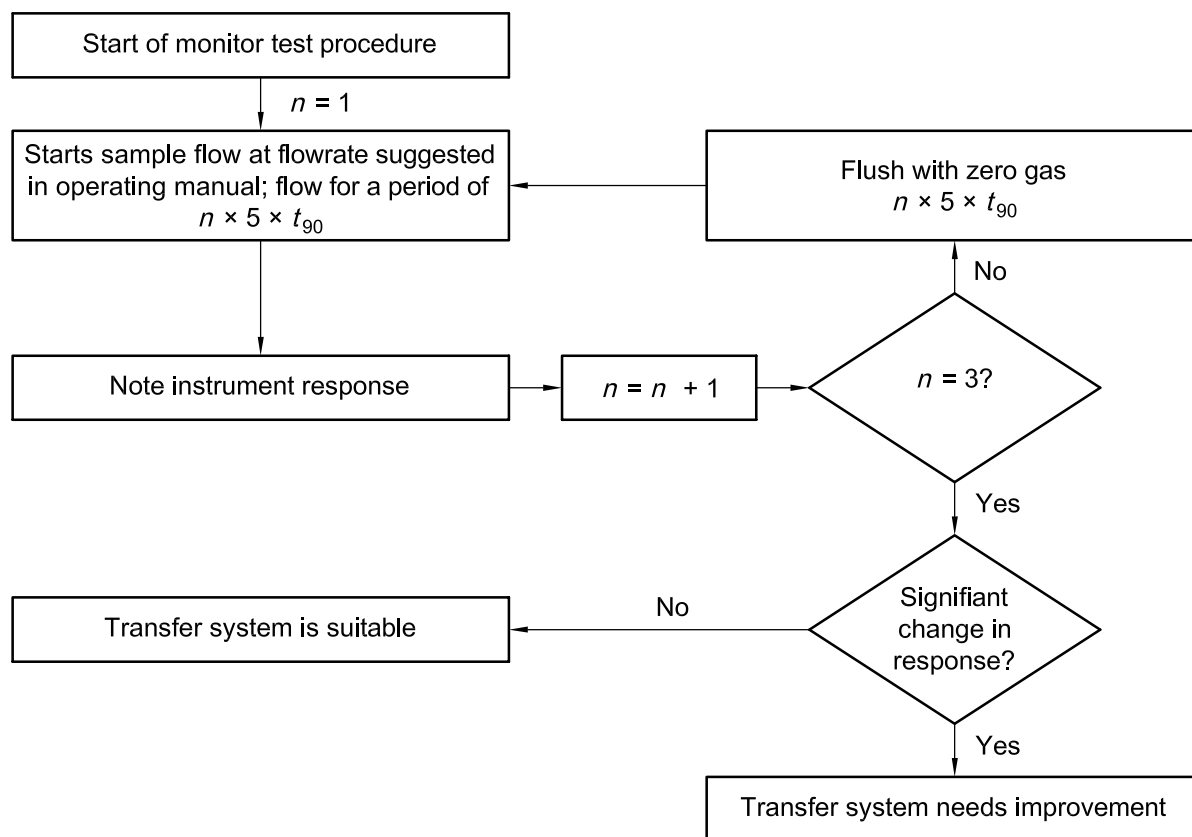 Start of monitor test procedure
n = 1
Starts sample flow at flowrate suggested
in operating manual; flow for a period of
n × 5 × t90
Flush with zero gas
n × 5 × t90
No
Note instrument response
n = n + 1
n = 3?
Yes
Signifiant
change in
response?
No
Transfer system is suitable
Yes
Transfer system needs improvement